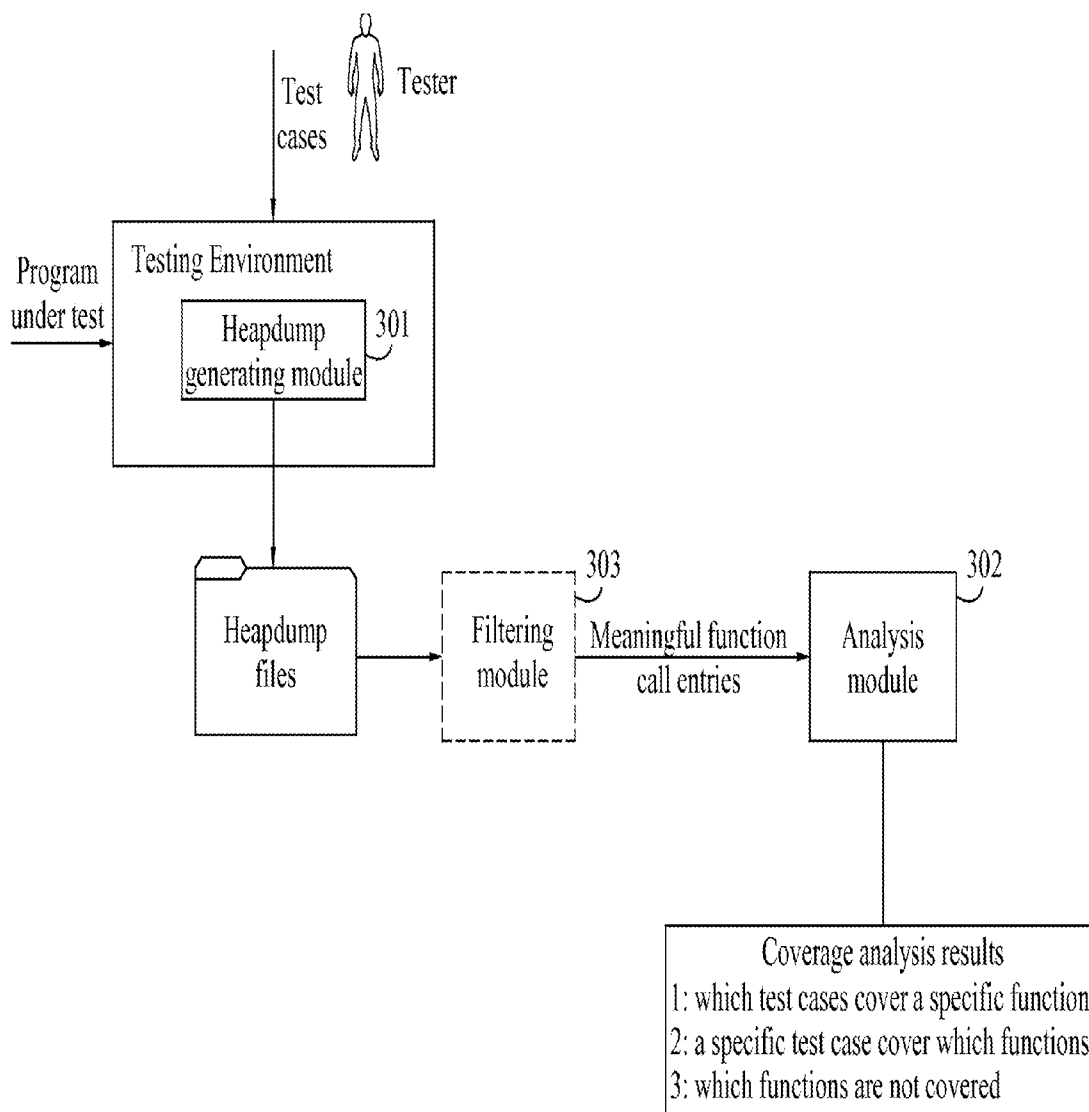 Test
cases
Tester
Program
under test
Testing Environment
Heapdump
generating module
301
Heapdump
files
Filtering
module
303
Meaningful function
call entries
Analysis
module
302
Coverage analysis results
1: which test cases cover a specific function
2: a specific test case cover which functions
3: which functions are not covered